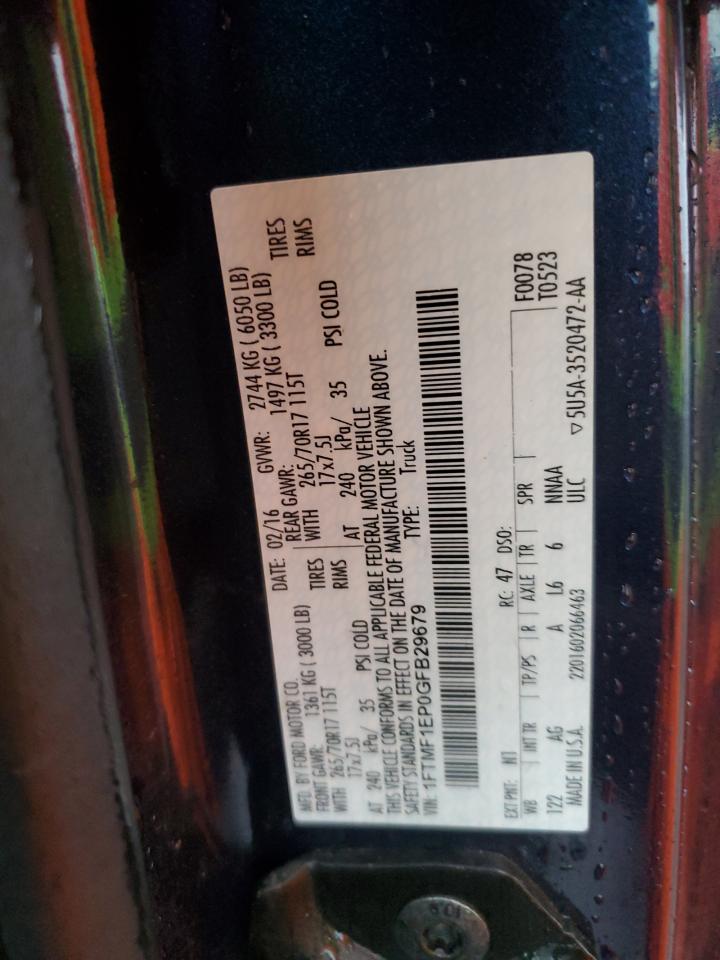 MFD. BY FORD MOTOR CO.
DATE: 02/16 GVWR: 2744 KG ( 6050 LB)
FRONT GAWR: 1361 KG ( 3000 LB) REAR GAWR: 1497 KG ( 3300 LB)
WITH 265/70R17 115T TIRES WITH 265/70R17 115T TIRES
17x7.5J RIMS 17x7.5J RIMS
AT 240 kPa/ 35 PSI COLD AT 240 kPa/ 35 PSI COLD
THIS VEHICLE CONFORMS TO ALL APPLICABLE FEDERAL MOTOR VEHICLE
SAFETY STANDARDS IN EFFECT ON THE DATE OF MANUFACTURE SHOWN ABOVE.
VIN: 1FTMF1EP0GFB29679 TYPE: Truck
EXT PNT: N1 RC: 47 DSO: F0078
WB INT TR TP/PS R AXLE TR SPR T0523
122 AG A L6 6 NNAA
MADE IN U.S.A. 2201602066463 ULC ▽5U5A-3520472-AA